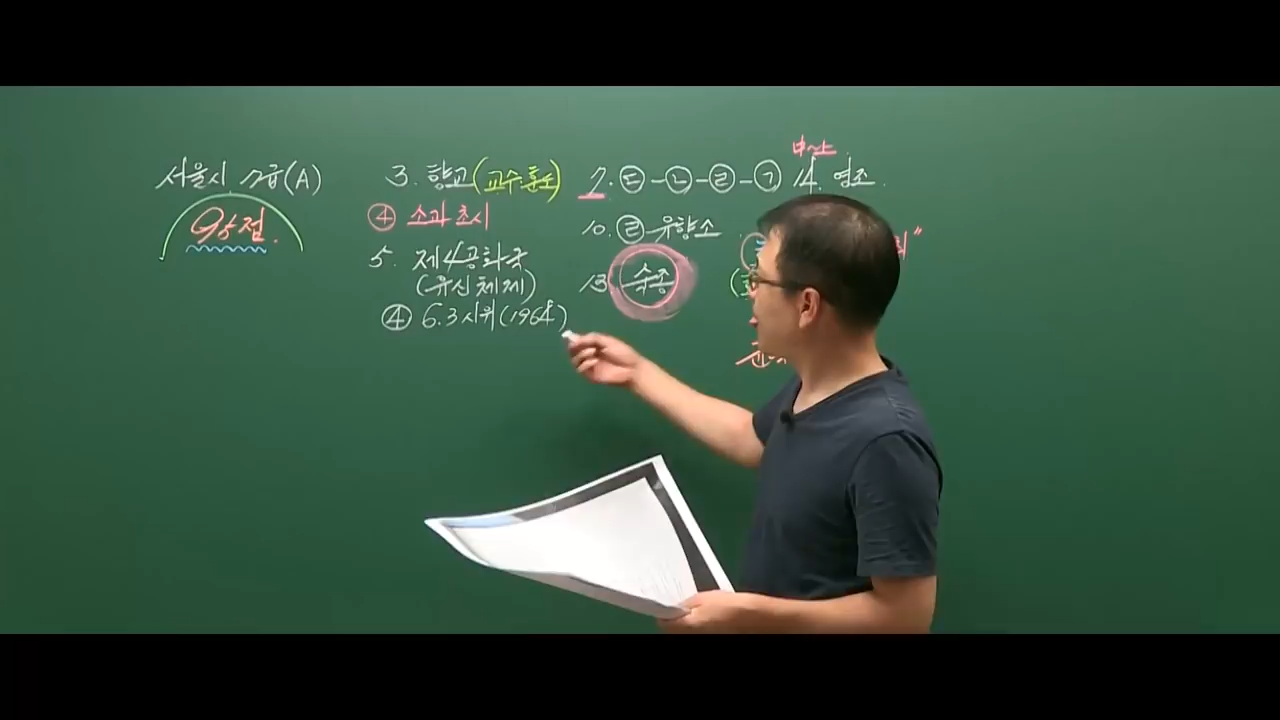 서울시 7급(A)
95점.
3. 향교(교수·훈도)
④ 소과 초시
5. 제4공화국
(유신체제)
④ 6.3시위(1964)
7. ㄷ-ㄴ-ㄹ-ㄱ
10. ㄹ 유향소
13. 숙종
14. 영조